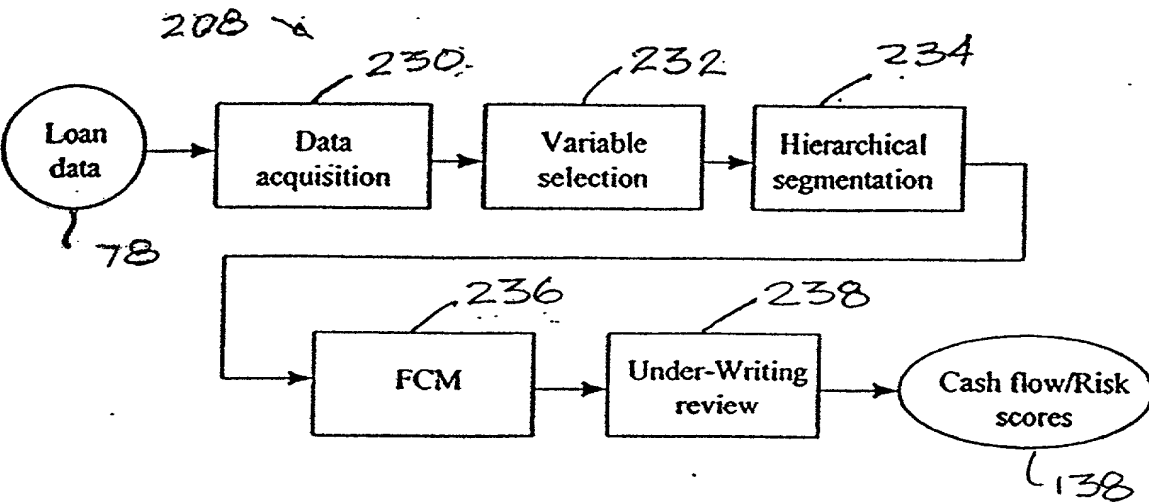 208
230
232
234
Loan
data
Data
acquisition
Variable
selection
Hierarchical
segmentation
78
236
238
FCM
Under-Writing
review
Cash flow/Risk
scores
138